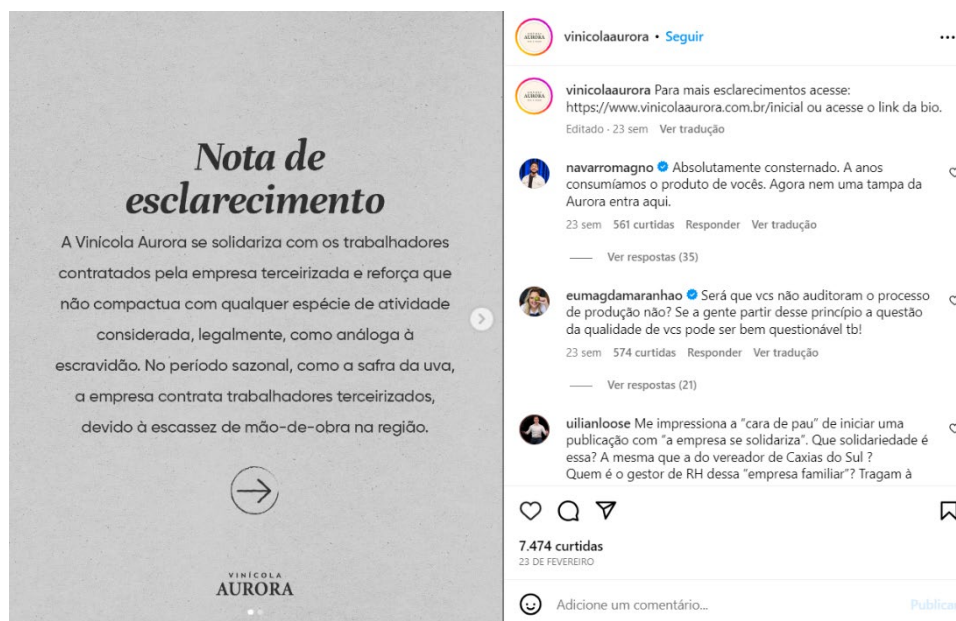 Nota de
esclarecimento
A Vinícola Aurora se solidariza com os trabalhadores
contratados pela empresa terceirizada e reforça que
não compactua com qualquer espécie de atividade
considerada, legalmente, como análoga à
escravidão. No período sazonal, como a safra da uva,
a empresa contrata trabalhadores terceirizados,
devido à escassez de mão-de-obra na região.
VINÍCOLA
AURORA
vinicolaaurora • Seguir
vinicolaaurora Para mais esclarecimentos acesse:
https://www.vinicolaaurora.com.br/inicial ou acesse o link da bio.
Editado · 23 sem Ver tradução
navarromagno Absolutamente consternado. A anos
consumíamos o produto de vocês. Agora nem uma tampa da
Aurora entra aqui.
23 sem 561 curtidas Responder Ver tradução
Ver respostas (35)
eumagdamaranhao Será que vcs não auditoram o processo
de produção não? Se a gente partir desse princípio a questão
da qualidade de vcs pode ser bem questionável tb!
23 sem 574 curtidas Responder Ver tradução
Ver respostas (21)
uilianloose Me impressiona a "cara de pau" de iniciar uma
publicação com "a empresa se solidariza". Que solidariedade é
essa? A mesma que a do vereador de Caxias do Sul ?
Quem é o gestor de RH dessa "empresa familiar"? Tragam à
7.474 curtidas
23 DE FEVEREIRO
Adicione um comentário...
Publicar